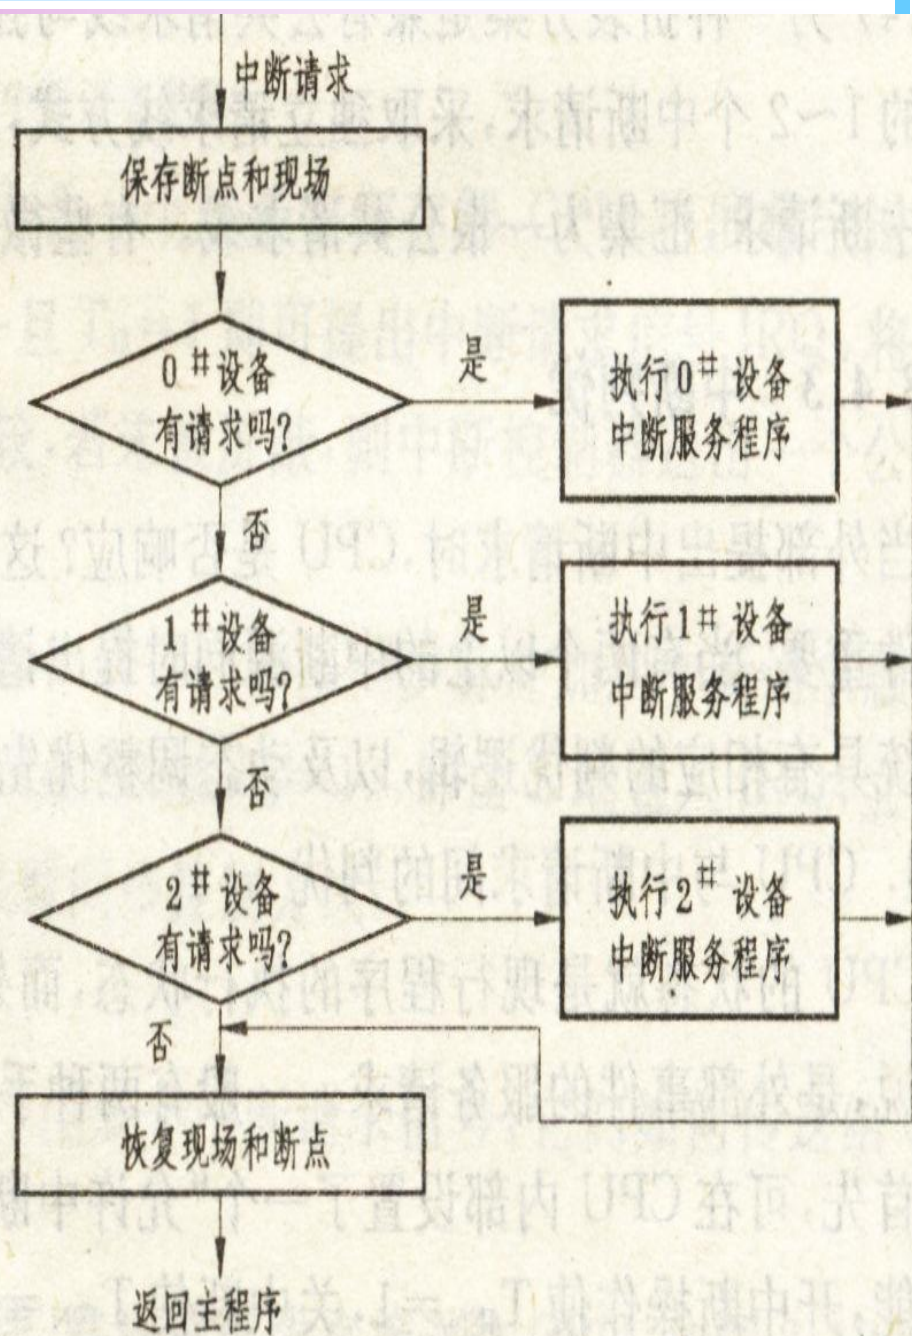 中断请求
保存断点和现场
0#设备
有请求吗?
是
执行0#设备
中断服务程序
否
1#设备
有请求吗?
是
执行1#设备
中断服务程序
否
2#设备
有请求吗?
是
执行2#设备
中断服务程序
否
恢复现场和断点
返回主程序